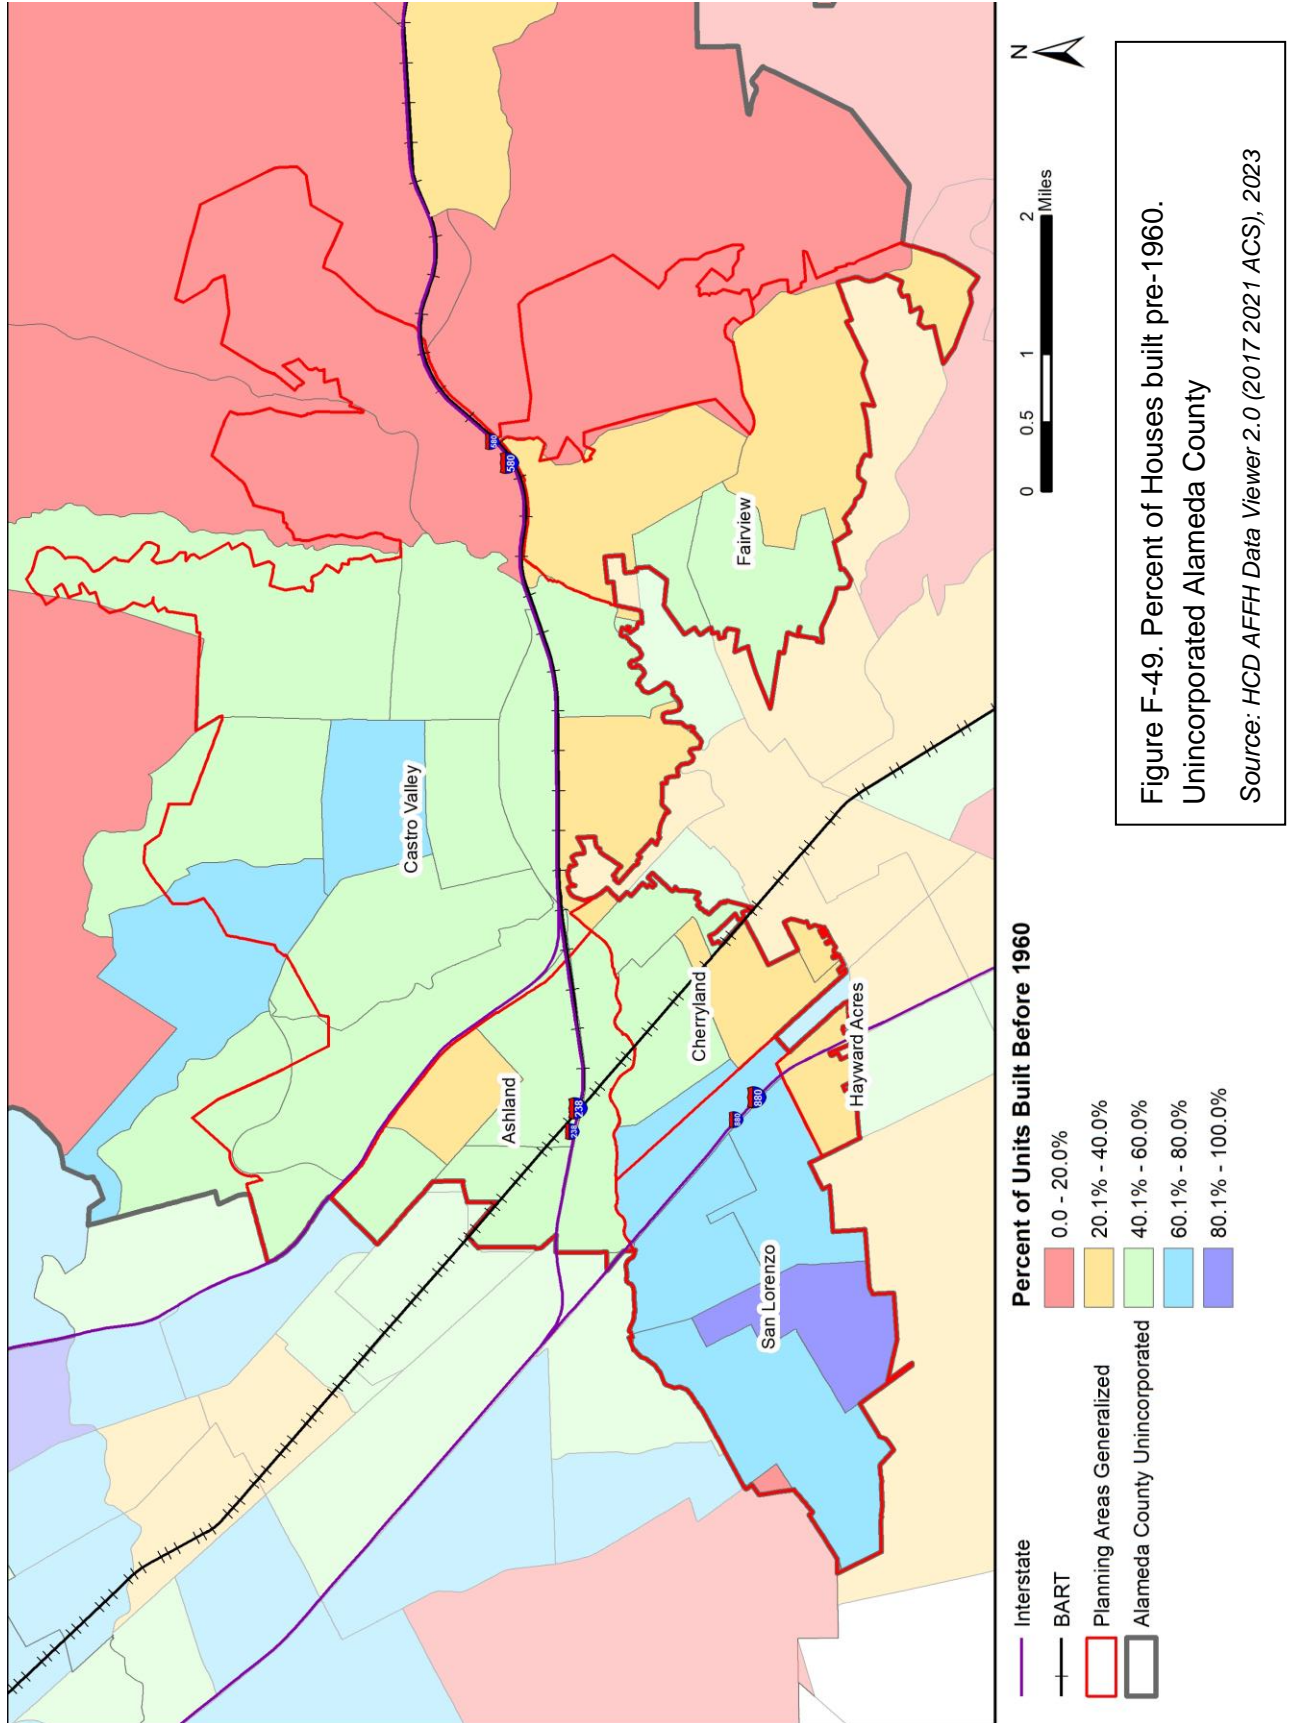 580
580
Castro Valley
Fairview
Ashland
238
238
Cherryland
880
880
Hayward Acres
San Lorenzo
Interstate
BART
Planning Areas Generalized
Alameda County Unincorporated
Percent of Units Built Before 1960
0.0 - 20.0%
20.1% - 40.0%
40.1% - 60.0%
60.1% - 80.0%
80.1% - 100.0%
0 0.5 1 2
Miles
N
Figure F-49. Percent of Houses built pre-1960.
Unincorporated Alameda County
Source: HCD AFFH Data Viewer 2.0 (2017 2021 ACS), 2023